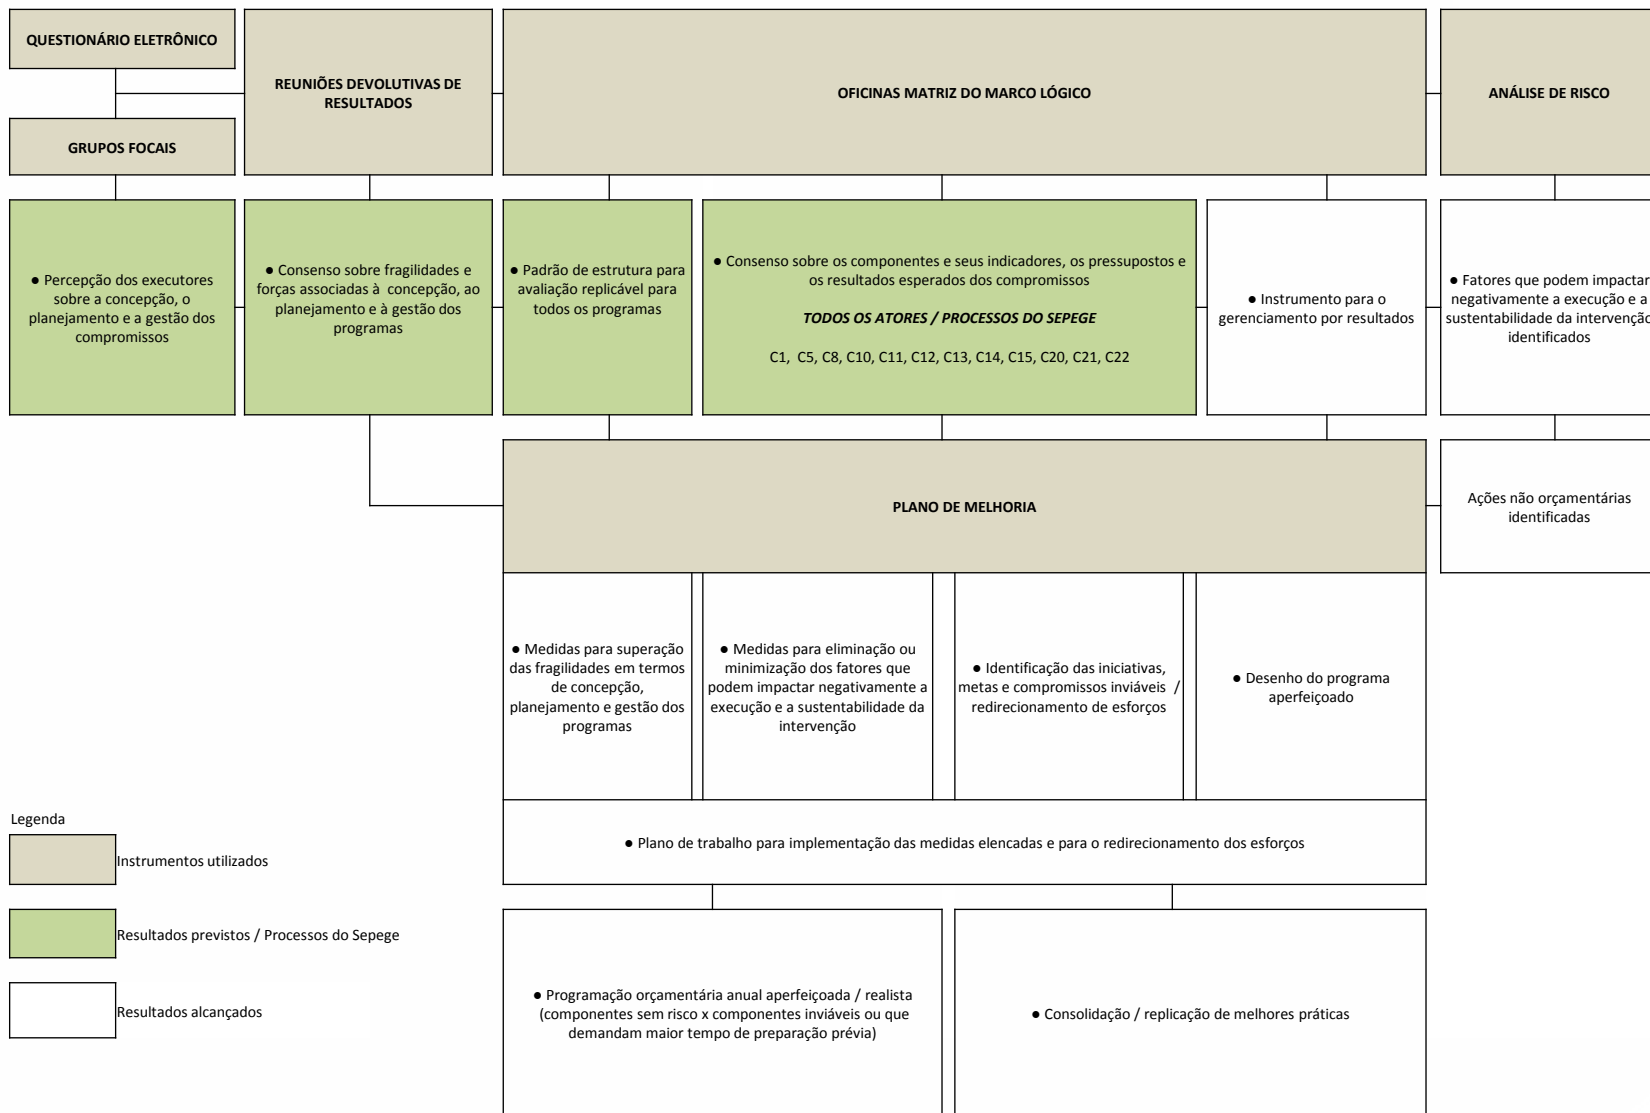 QUESTIONÁRIO ELETRÔNICO
GRUPOS FOCAIS
REUNIÕES DEVOLUTIVAS DE
RESULTADOS
OFICINAS MATRIZ DO MARCO LÓGICO
ANÁLISE DE RISCO
● Percepção dos executores
sobre a concepção, o
planejamento e a gestão dos
compromissos
● Consenso sobre fragilidades e
forças associadas à concepção, ao
planejamento e à gestão dos
programas
● Padrão de estrutura para
avaliação replicável para
todos os programas
● Consenso sobre os componentes e seus indicadores, os pressupostos e
os resultados esperados dos compromissos
TODOS OS ATORES / PROCESSOS DO SEPEGE
C1, C5, C8, C10, C11, C12, C13, C14, C15, C20, C21, C22
● Instrumento para o
gerenciamento por resultados
● Fatores que podem impactar
negativamente a execução e a
sustentabilidade da intervenção
identificados
PLANO DE MELHORIA
Ações não orçamentárias
identificadas
● Medidas para superação
das fragilidades em termos
de concepção,
planejamento e gestão dos
programas
● Medidas para eliminação ou
minimização dos fatores que
podem impactar negativamente a
execução e a sustentabilidade da
intervenção
● Identificação das iniciativas,
metas e compromissos inviáveis /
redirecionamento de esforços
● Desenho do programa
aperfeiçoado
● Plano de trabalho para implementação das medidas elencadas e para o redirecionamento dos esforços
Legenda
Instrumentos utilizados
Resultados previstos / Processos do Sepege
Resultados alcançados
● Programação orçamentária anual aperfeiçoada / realista
(componentes sem risco x componentes inviáveis ou que
demandam maior tempo de preparação prévia)
● Consolidação / replicação de melhores práticas